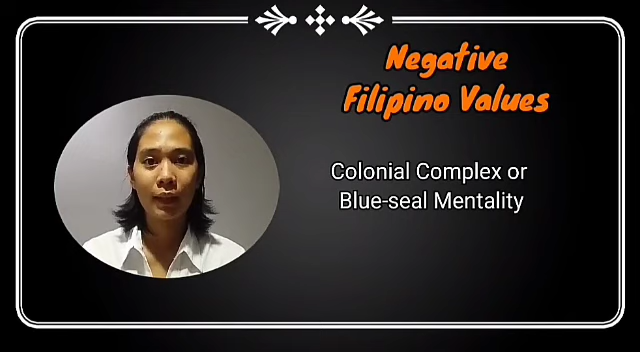 Negative
Filipino Values
Colonial Complex or
Blue-seal Mentality